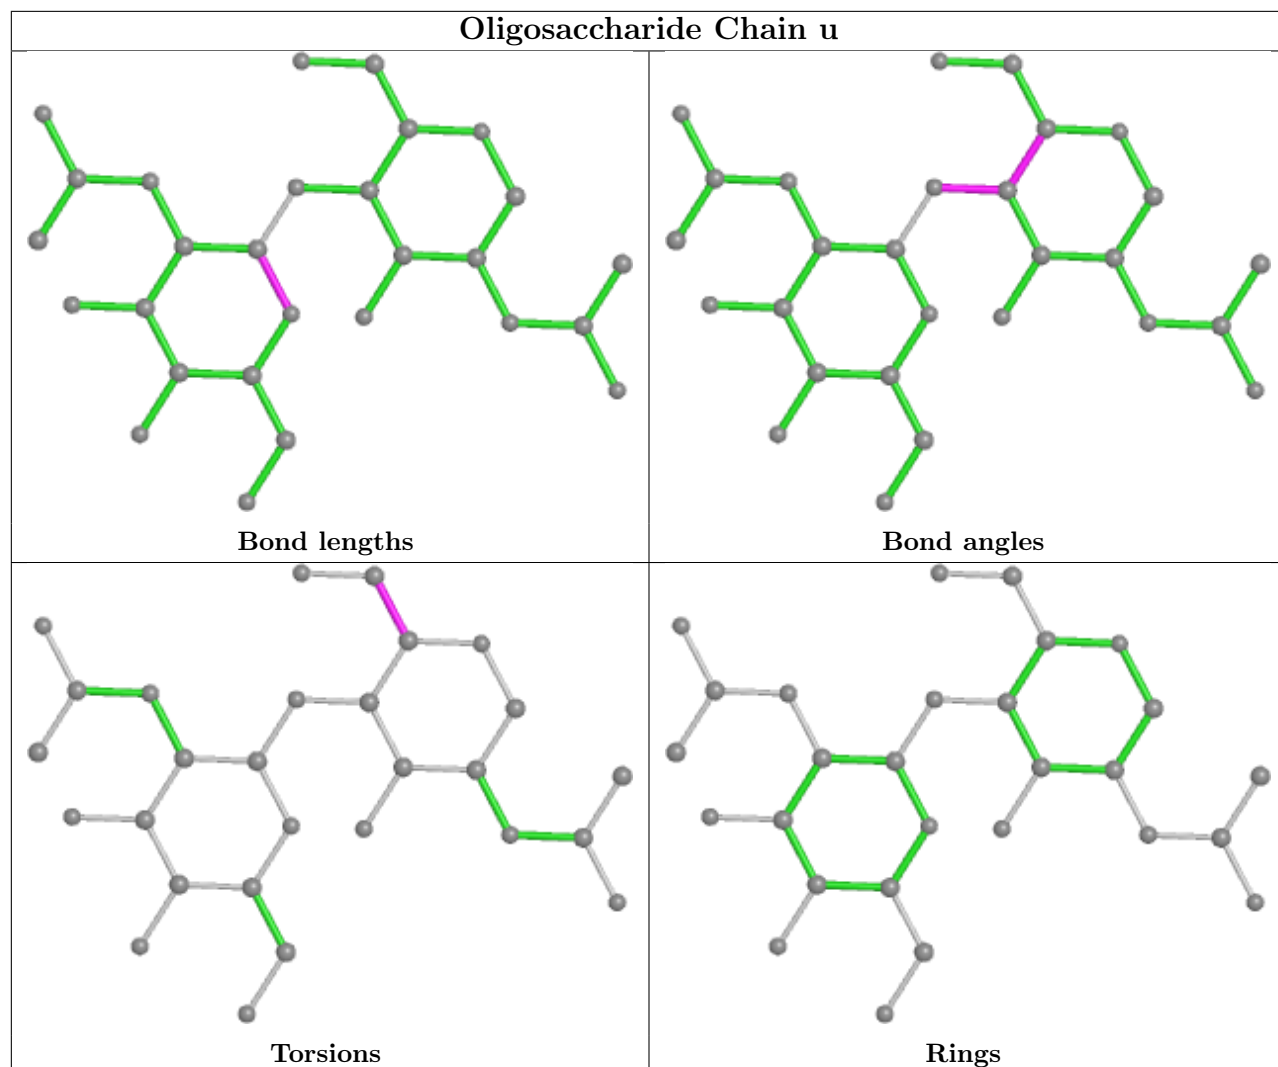 Oligosaccharide Chain u
Bond lengths
Bond angles
Torsions
Rings